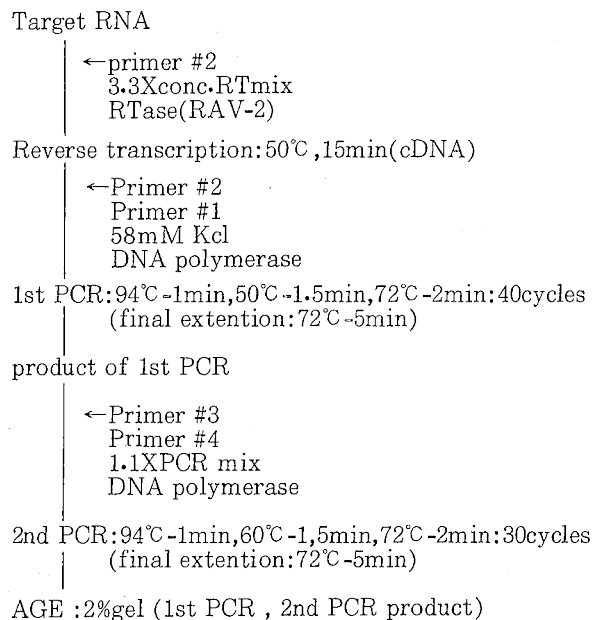 Target RNA
←primer #2
3.3Xconc.RTmix
RTase(RAV-2)
Reverse transcription:50℃,15min(cDNA)
←Primer #2
Primer #1
58mM Kcl
DNA polymerase
1st PCR:94℃-1min,50℃-1.5min,72℃-2min:40cycles
(final extention:72℃-5min)
product of 1st PCR
←Primer #3
Primer #4
1.1XPCR mix
DNA polymerase
2nd PCR:94℃-1min,60℃-1,5min,72℃-2min:30cycles
(final extention:72℃-5min)
AGE :2%gel (1st PCR , 2nd PCR product)